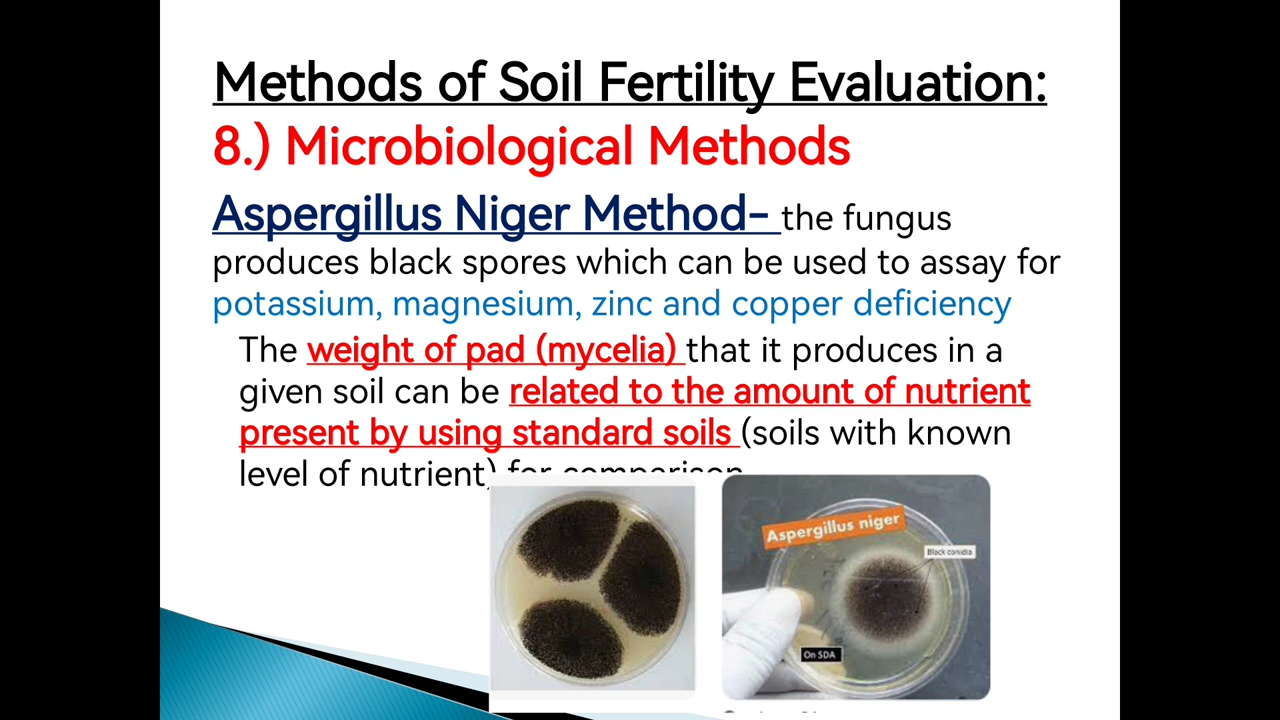 Methods of Soil Fertility Evaluation:
8.) Microbiological Methods
Aspergillus Niger Method- the fungus
produces black spores which can be used to assay for
potassium, magnesium, zinc and copper deficiency
The weight of pad (mycelia) that it produces in a
given soil can be related to the amount of nutrient
present by using standard soils (soils with known
level of nutrient) for comparison
Aspergillus niger
Black conidia
On SDA